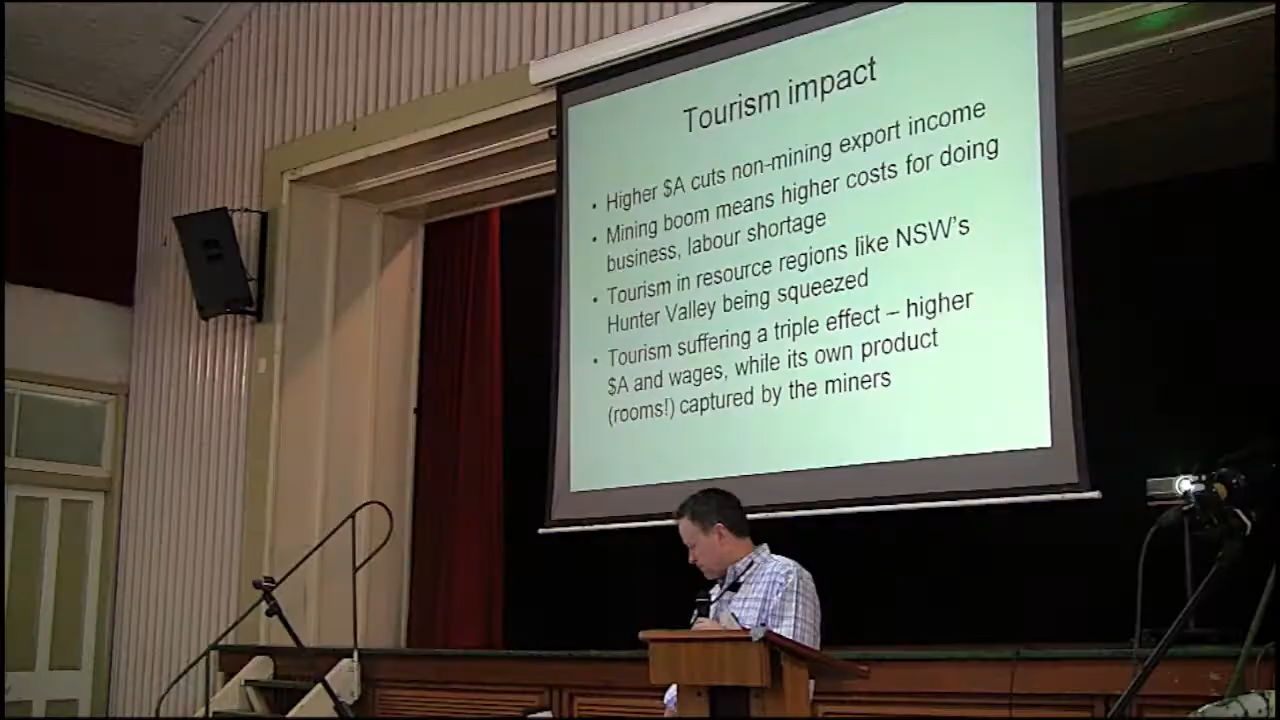 Tourism impact
• Higher $A cuts non-mining export income
• Mining boom means higher costs for doing
business, labour shortage
• Tourism in resource regions like NSW's
Hunter Valley being squeezed
• Tourism suffering a triple effect – higher
$A and wages, while its own product
(rooms!) captured by the miners